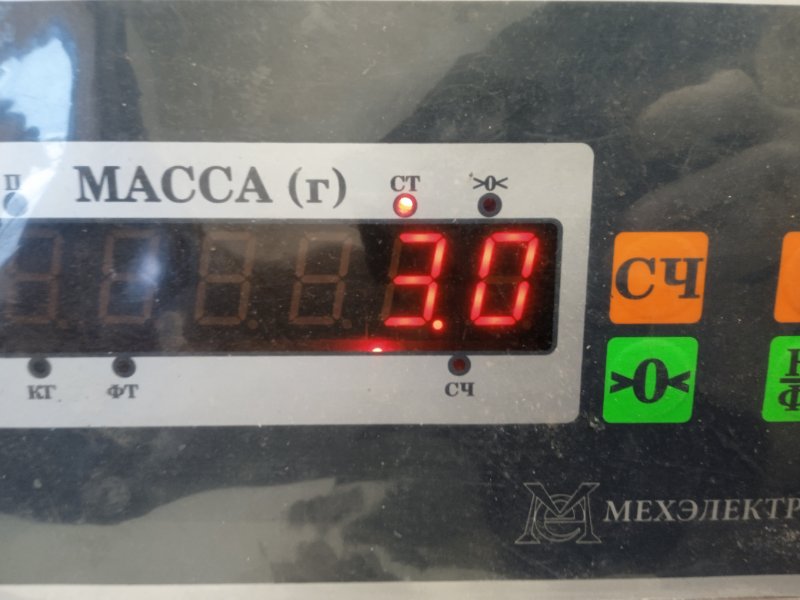 П МАССА (г) СТ >0<
3.0
КГ ФТ СЧ
СЧ
>0<
МЕХЭЛЕКТР